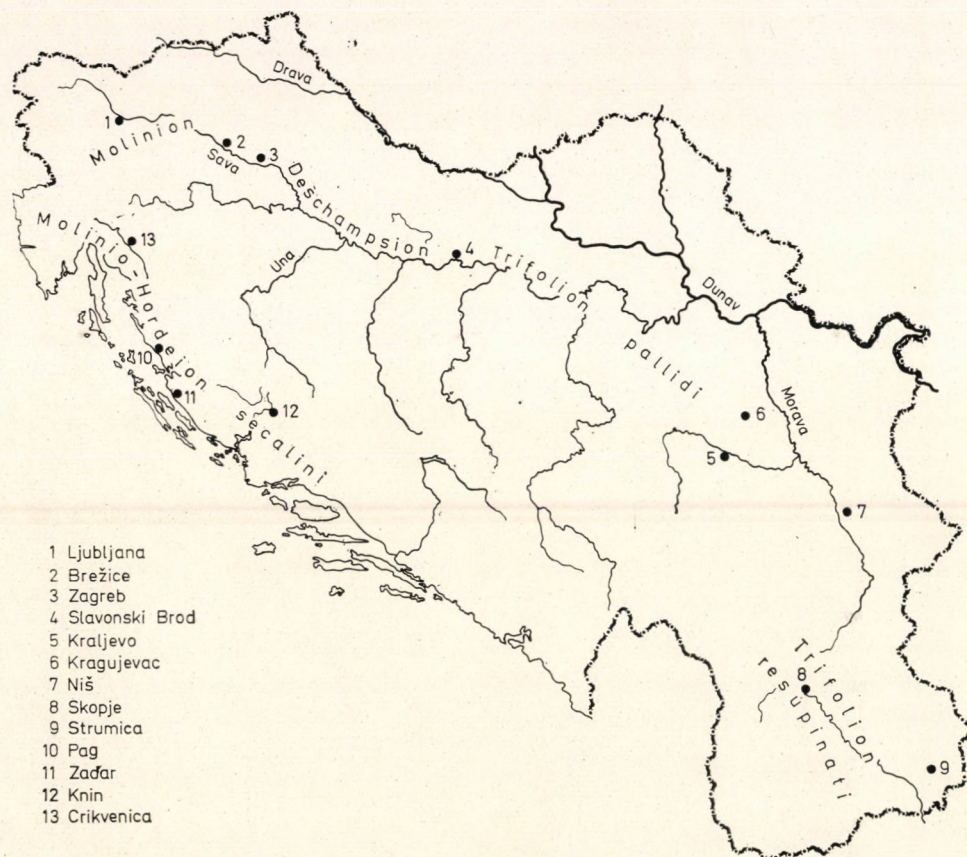 Drava
1
Molinion
2
Sava
3
Dešchampsion
Molinio-Hordeion secalini
13
Una
4
Trifolion pallidi
Dunav
10
11
12
6
Morava
5
7
1 Ljubljana
2 Brežice
3 Zagreb
4 Slavonski Brod
5 Kraljevo
6 Kragujevac
7 Niš
8 Skopje
9 Strumica
10 Pag
11 Zadar
12 Knin
13 Crikvenica
Trifolion resupinati
8
9